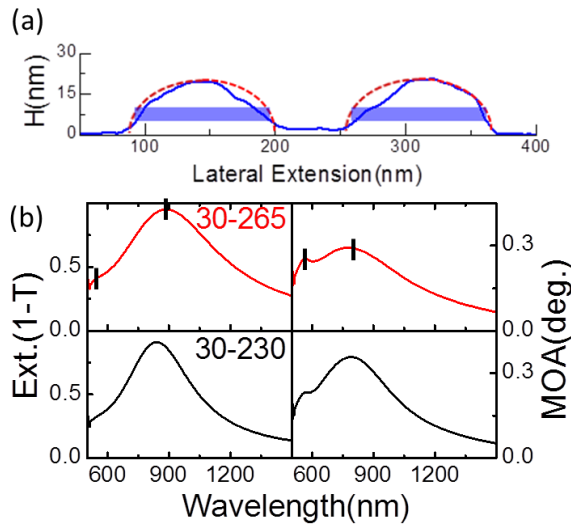 (a)
H(nm)
30
15
0
100
200
300
400
Lateral Extension(nm)
(b)
Ext.(1-T)
MOA(deg.)
30-265
0.5
0.0
0.3
0.0
30-230
0.5
0.0
0.3
0.0
600 900 1200
600 900 1200
Wavelength(nm)